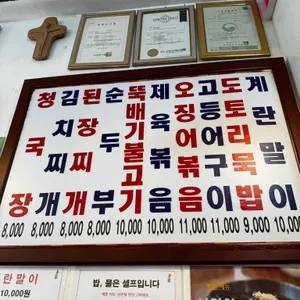 청국장 8,000
김치찌개 8,000
된장찌개 8,000
순두부 8,000
뚝배기불고기 10,000
제육볶음 10,000
오징어볶음 11,000
고등어구이 11,000
도토리묵밥 9,000
계란말이 10,000
란말이
10,000원
밥, 물은 셀프입니다